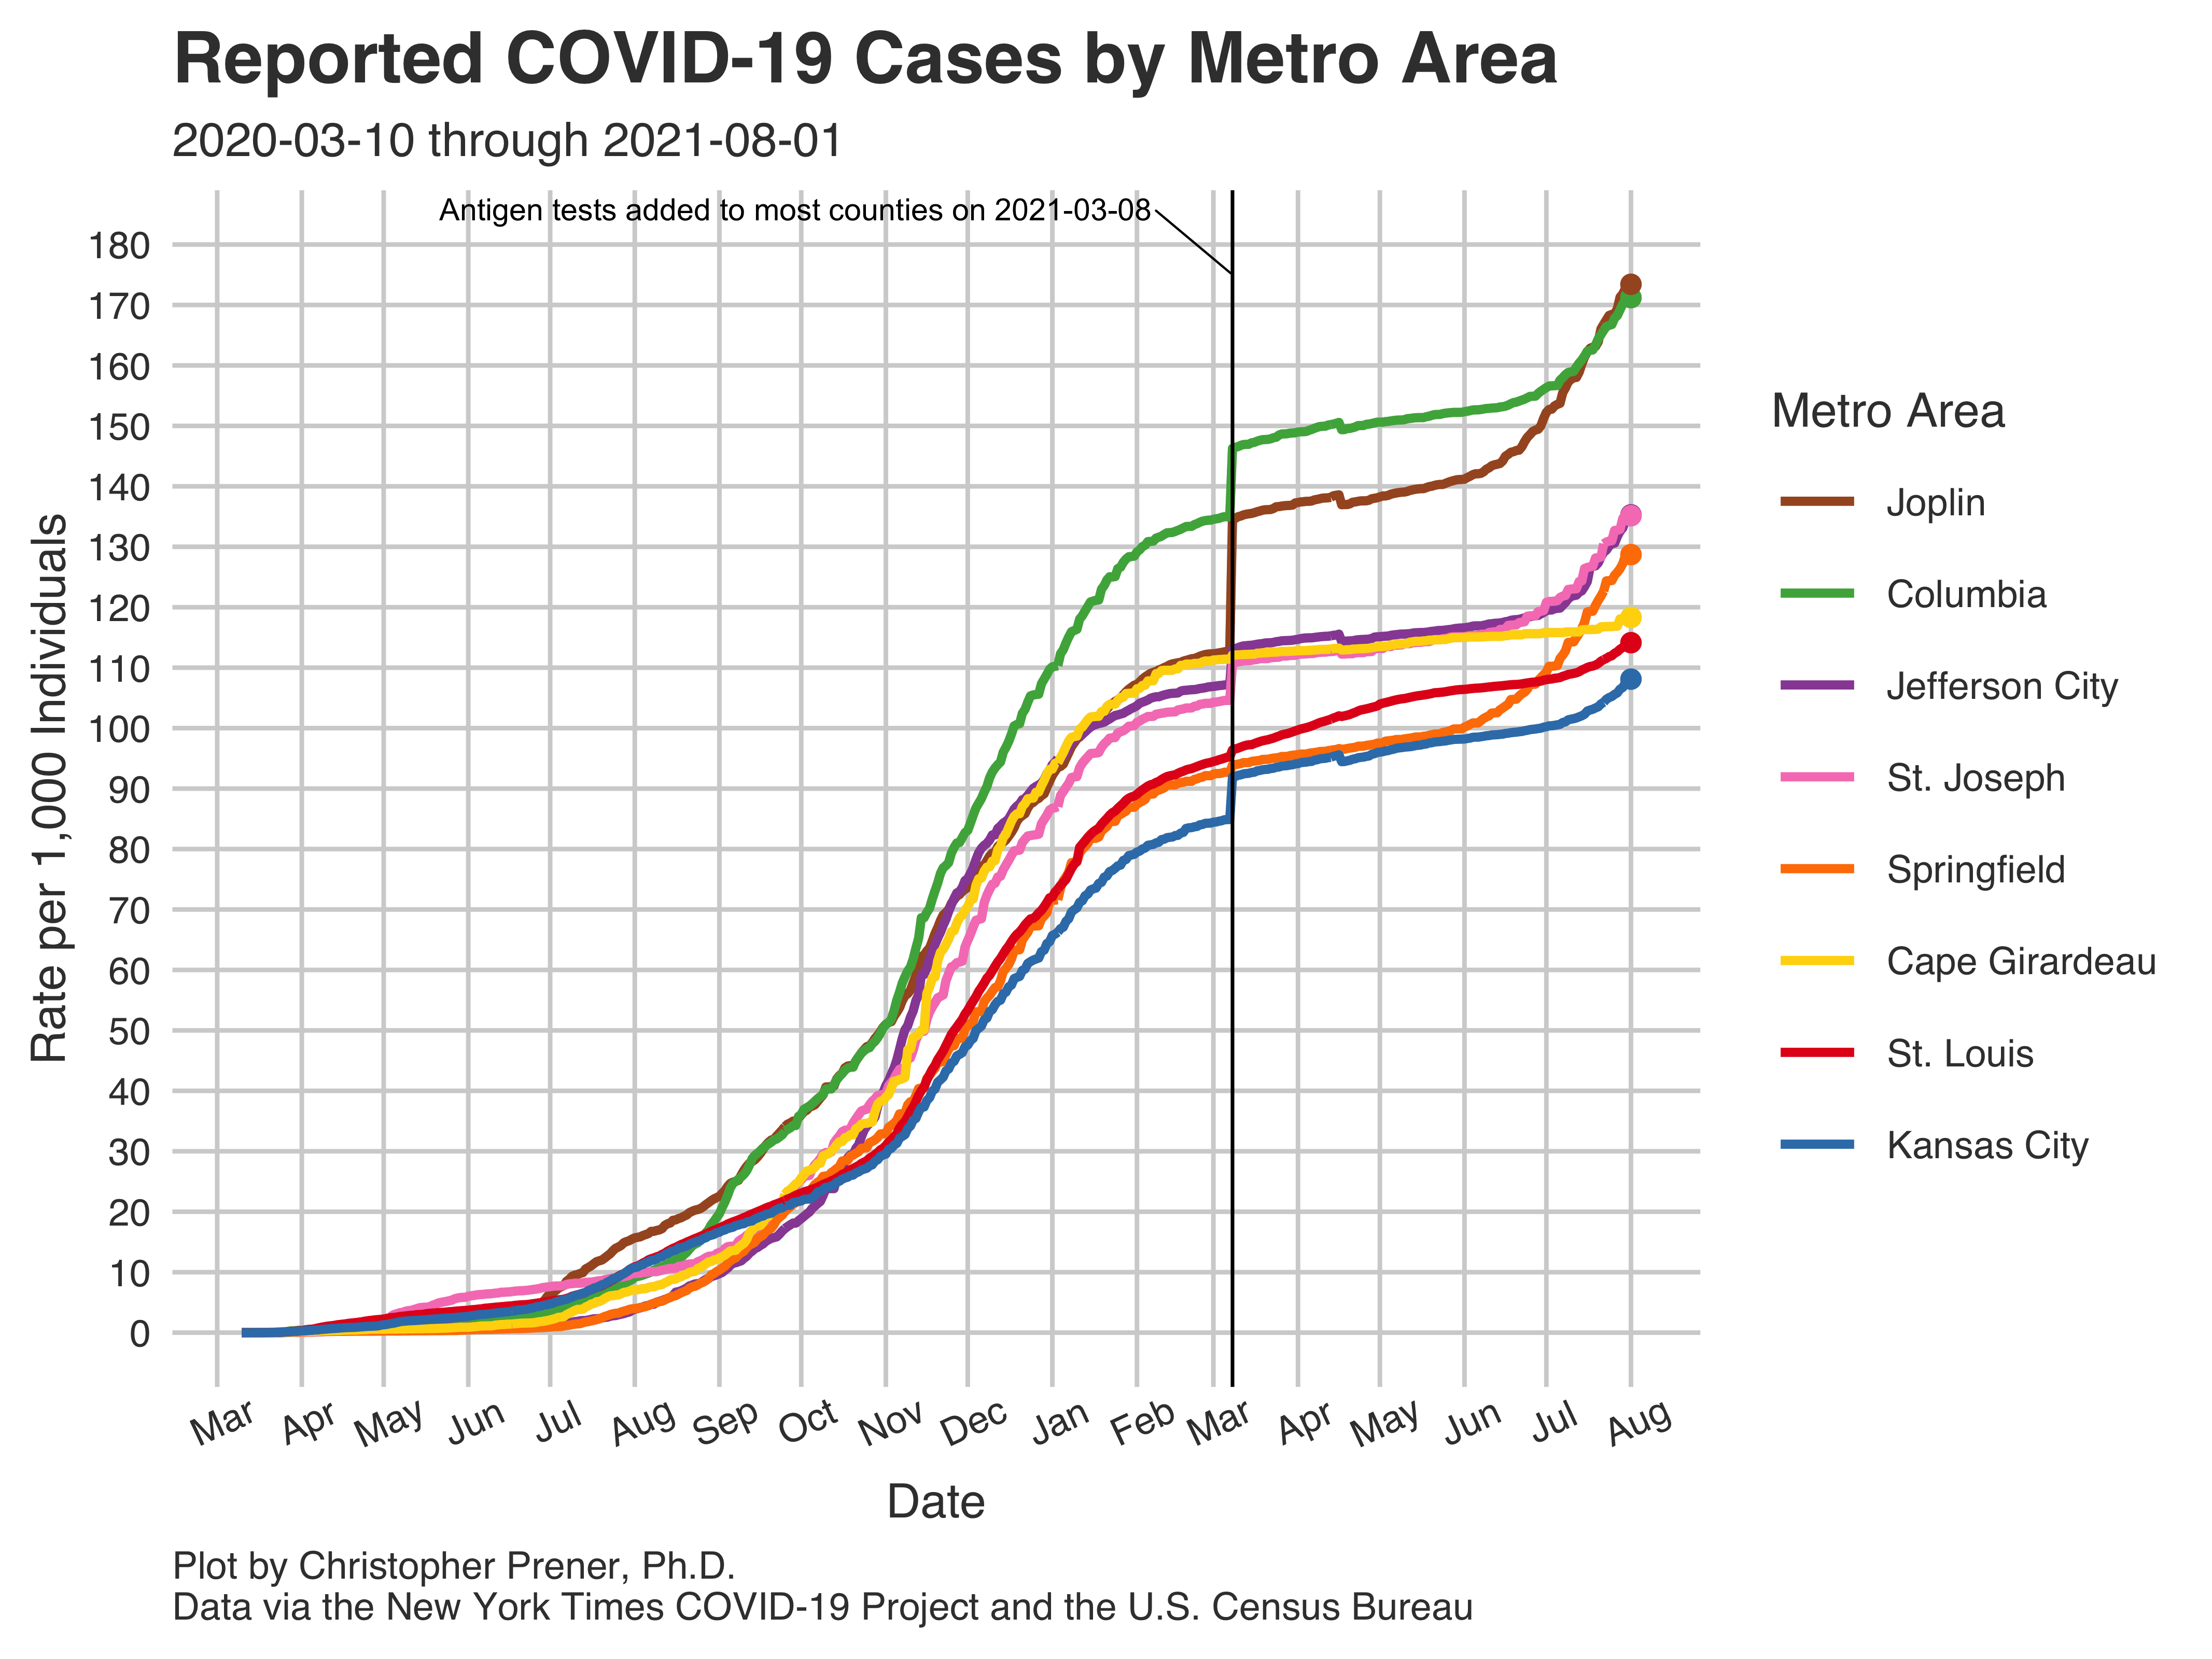 Reported COVID-19 Cases by Metro Area
2020-03-10 through 2021-08-01
Antigen tests added to most counties on 2021-03-08
180
170
160
150
140
130
120
110
100
90
80
70
60
50
40
30
20
10
0
Rate per 1,000 Individuals
Mar Apr May Jun Jul Aug Sep Oct Nov Dec Jan Feb Mar Apr May Jun Jul Aug
Date
Metro Area
Joplin
Columbia
Jefferson City
St. Joseph
Springfield
Cape Girardeau
St. Louis
Kansas City
Plot by Christopher Prener, Ph.D.
Data via the New York Times COVID-19 Project and the U.S. Census Bureau